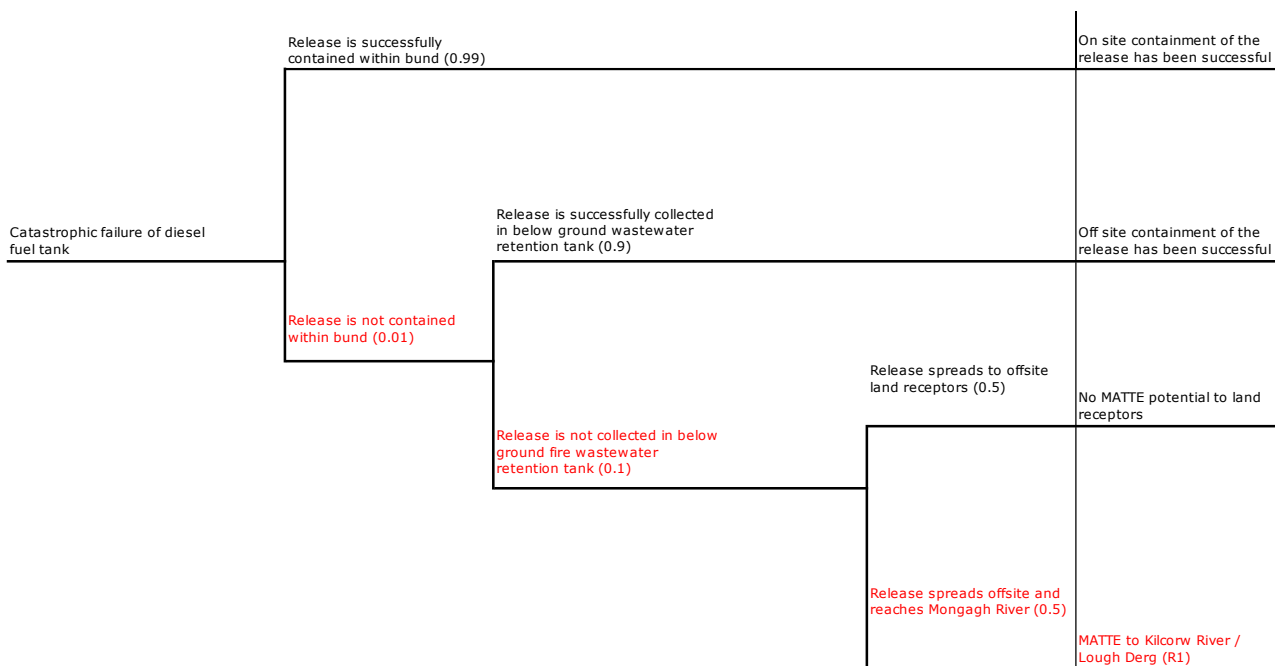 Release is successfully
contained within bund (0.99)
On site containment of the
release has been successful
Catastrophic failure of diesel
fuel tank
Release is successfully collected
in below ground wastewater
retention tank (0.9)
Off site containment of the
release has been successful
Release is not contained
within bund (0.01)
Release spreads to offsite
land receptors (0.5)
No MATTE potential to land
receptors
Release is not collected in below
ground fire wastewater
retention tank (0.1)
Release spreads offsite and
reaches Mongagh River (0.5)
MATTE to Kilcorw River /
Lough Derg (R1)